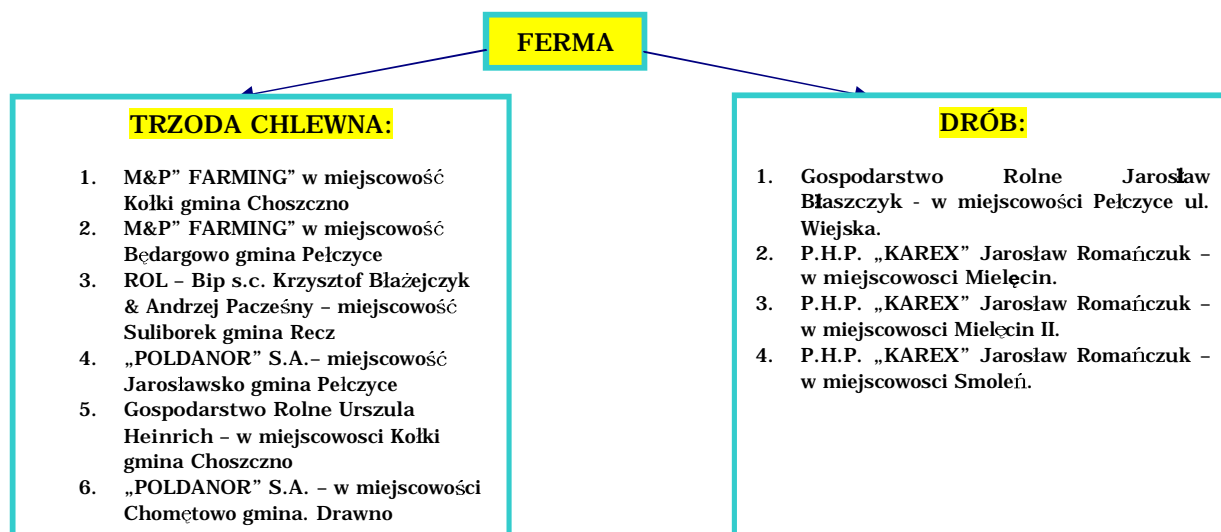 FERMA
TRZODA CHLEWNA:
1. M&P” FARMING” w miejscowość
Kołki gmina Choszczno
2. M&P” FARMING” w miejscowość
Będargowo gmina Pełczyce
3. ROL – Bip s.c. Krzysztof Błażejczyk
& Andrzej Pacześny – miejscowość
Suliborek gmina Recz
4. „POLDANOR” S.A.– miejscowość
Jarosławsko gmina Pełczyce
5. Gospodarstwo Rolne Urszula
Heinrich – w miejscowosci Kołki
gmina Choszczno
6. „POLDANOR” S.A. – w miejscowości
Chomętowo gmina. Drawno
DRÓB:
1. Gospodarstwo Rolne Jarosław
Błaszczyk - w miejscowości Pełczyce ul.
Wiejska.
2. P.H.P. „KAREX” Jarosław Romańczuk –
w miejscowosci Mielęcin.
3. P.H.P. „KAREX” Jarosław Romańczuk –
w miejscowosci Mielęcin II.
4. P.H.P. „KAREX” Jarosław Romańczuk –
w miejscowosci Smoleń.